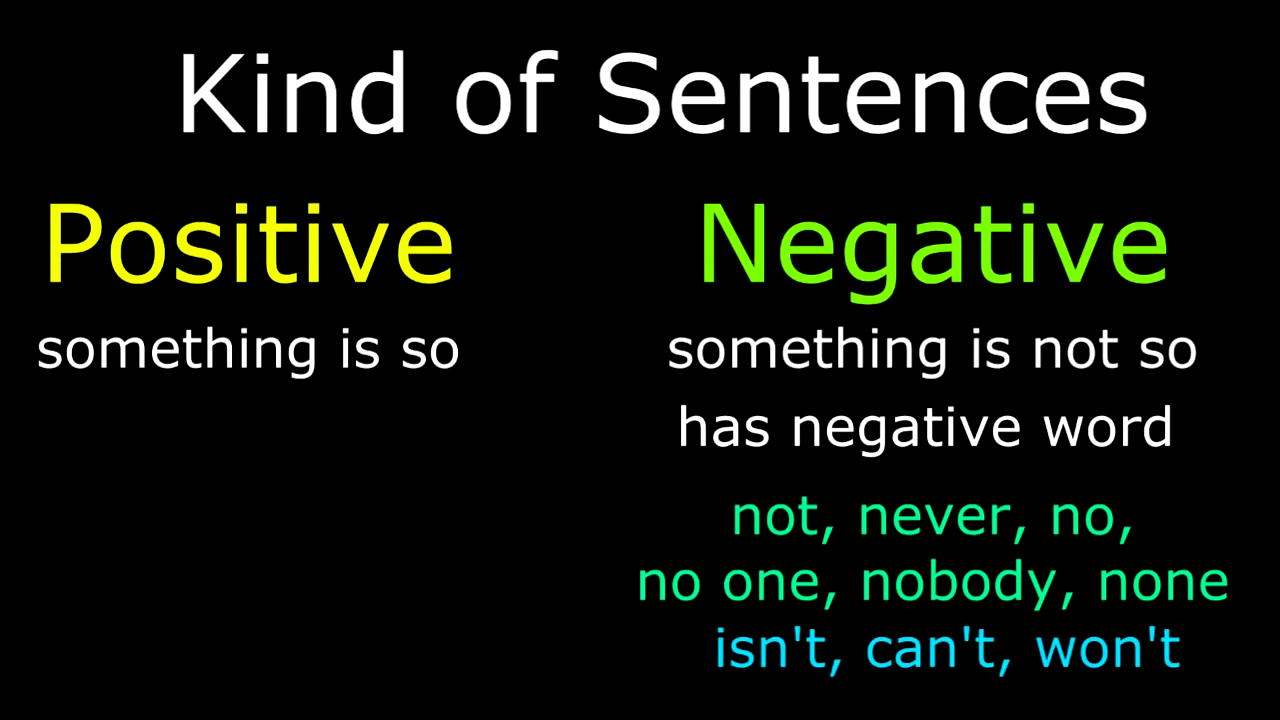 Kind of Sentences
Positive
something is so
Negative
something is not so
has negative word
not, never, no,
no one, nobody, none
isn't, can't, won't